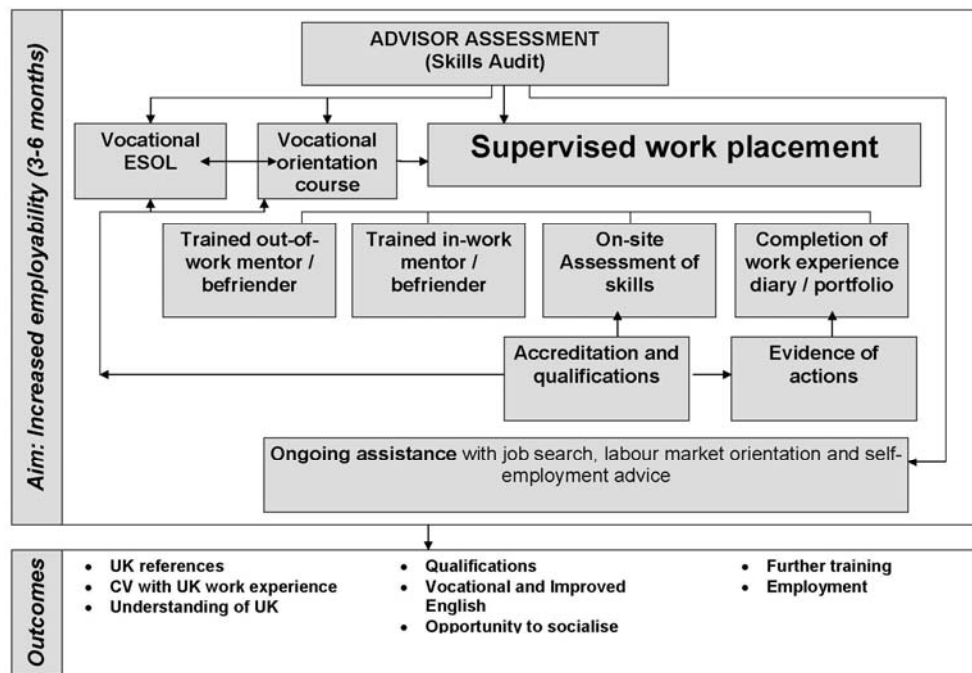 Aim: Increased employability (3-6 months)
ADVISOR ASSESSMENT
(Skills Audit)
Vocational
ESOL
Vocational
orientation
course
Supervised work placement
Trained out-of-
work mentor /
befriender
Trained in-work
mentor /
befriender
On-site
Assessment of
skills
Completion of
work experience
diary / portfolio
Accreditation and
qualifications
Evidence of
actions
Ongoing assistance with job search, labour market orientation and self-
employment advice
Outcomes
• UK references
• CV with UK work experience
• Understanding of UK
• Qualifications
• Vocational and Improved
English
• Opportunity to socialise
• Further training
• Employment